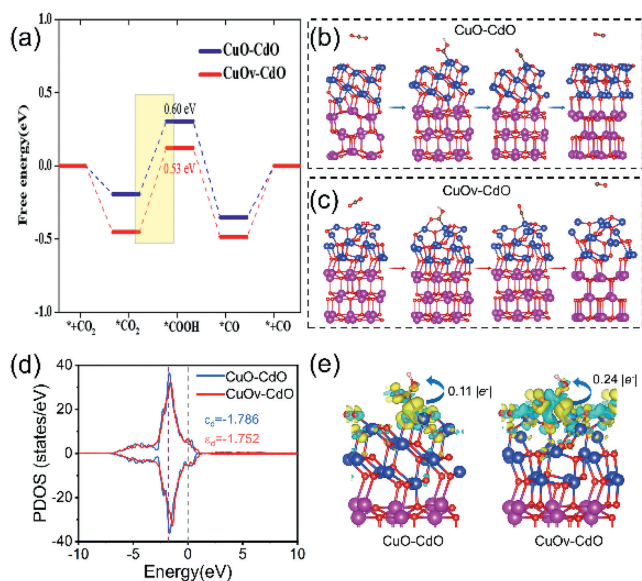 (a)
CuO-CdO
CuOv-CdO
0.60 eV
0.53 eV
Free energy(eV)
1.0
0.5
0.0
-0.5
-1.0
*+CO₂
*CO₂
*COOH
*CO
*+CO
(b)
CuO-CdO
(c)
CuOv-CdO
(d)
CuO-CdO
CuOv-CdO
εd=-1.786
εd=-1.752
PDOS (states/eV)
40
20
0
-20
-40
-10
-5
0
5
10
Energy(eV)
(e)
0.11 |e⁻|
0.24 |e⁻|
CuO-CdO
CuOv-CdO